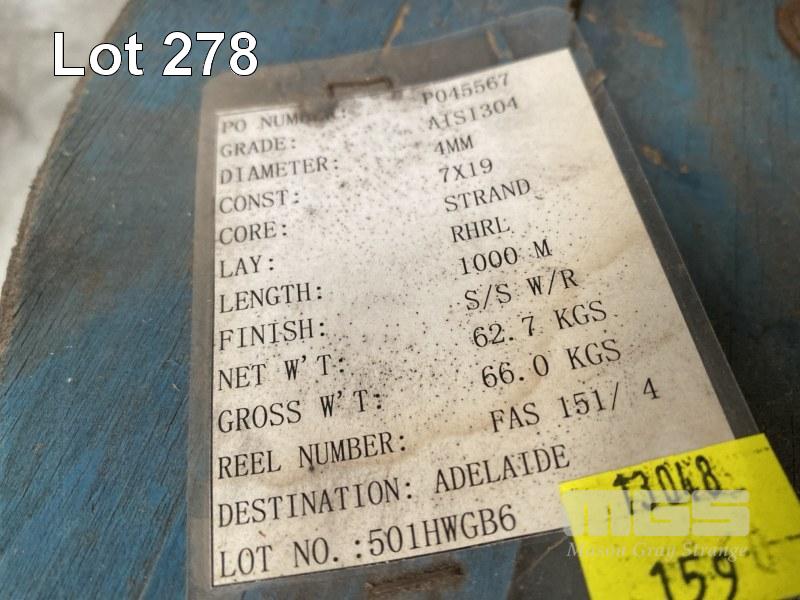 Lot 278
PO NUMBER: P045567
GRADE: AISI304
DIAMETER: 4MM
CONST: 7X19
CORE: STRAND
LAY: RHRL
LENGTH: 1000 M
FINISH: S/S W/R
NET W'T: 62.7 KGS
GROSS W'T: 66.0 KGS
REEL NUMBER: FAS 151/ 4
DESTINATION: ADELAIDE
LOT NO.:501HWGB6
13048
MGS
Mason Gray Strange
159